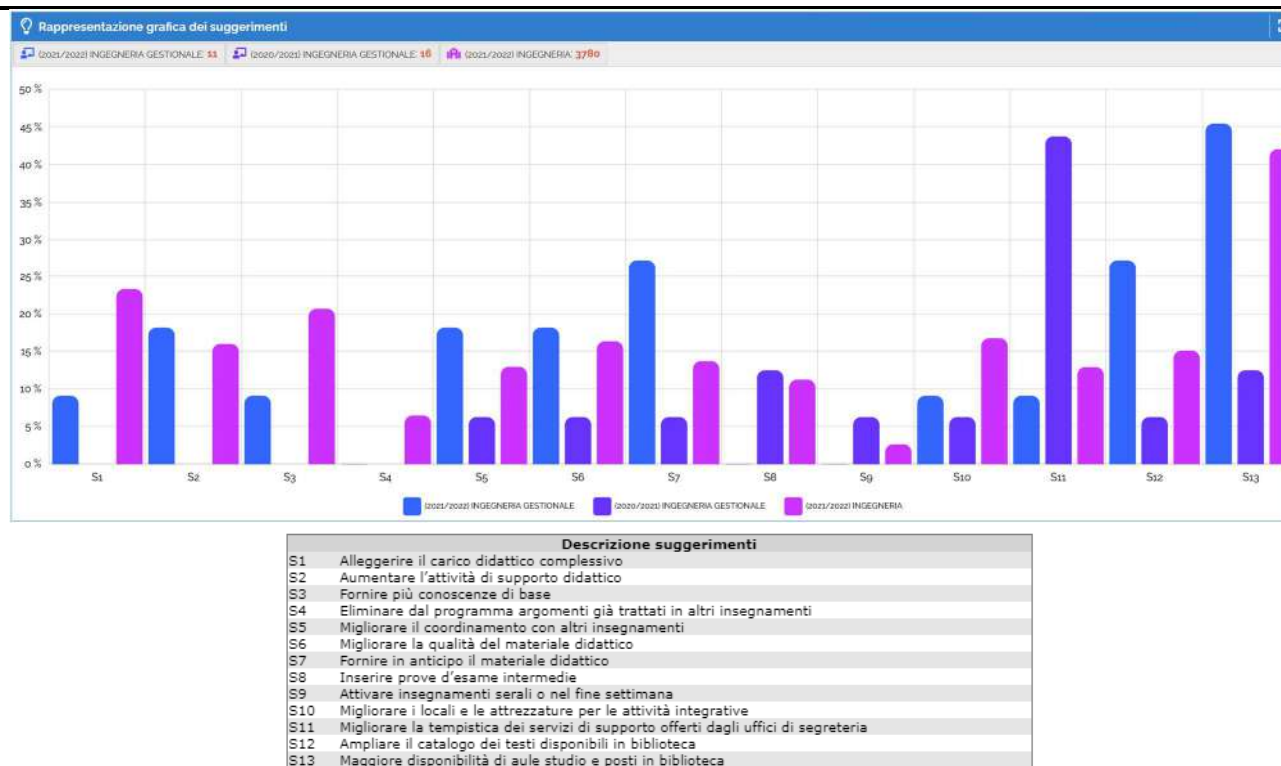 Rappresentazione grafica dei suggerimenti
(2021/2022) INGEGNERIA GESTIONALE: 11 (2020/2021) INGEGNERIA GESTIONALE: 16 (2021/2022) INGEGNERIA: 3780
50 %
45 %
40 %
35 %
30 %
25 %
20 %
15 %
10 %
5 %
0 %
S1 S2 S3 S4 S5 S6 S7 S8 S9 S10 S11 S12 S13
(2021/2022) INGEGNERIA GESTIONALE (2020/2021) INGEGNERIA GESTIONALE (2021/2022) INGEGNERIA
Descrizione suggerimenti
S1 Alleggerire il carico didattico complessivo
S2 Aumentare l'attività di supporto didattico
S3 Fornire più conoscenze di base
S4 Eliminare dal programma argomenti già trattati in altri insegnamenti
S5 Migliorare il coordinamento con altri insegnamenti
S6 Migliorare la qualità del materiale didattico
S7 Fornire in anticipo il materiale didattico
S8 Inserire prove d'esame intermedie
S9 Attivare insegnamenti serali o nel fine settimana
S10 Migliorare i locali e le attrezzature per le attività integrative
S11 Migliorare la tempistica dei servizi di supporto offerti dagli uffici di segreteria
S12 Ampliare il catalogo dei testi disponibili in biblioteca
S13 Maggiore disponibilità di aule studio e posti in biblioteca